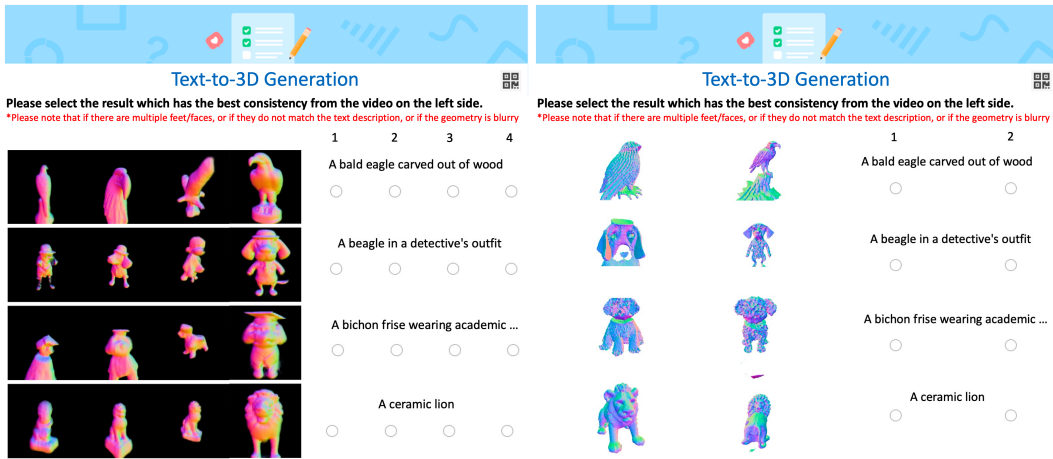 Text-to-3D Generation
Please select the result which has the best consistency from the video on the left side.
*Please note that if there are multiple feet/faces, or if they do not match the text description, or if the geometry is blurry
1 2 3 4
A bald eagle carved out of wood
A beagle in a detective's outfit
A bichon frise wearing academic ...
A ceramic lion
Text-to-3D Generation
Please select the result which has the best consistency from the video on the left side.
*Please note that if there are multiple feet/faces, or if they do not match the text description, or if the geometry is blurry
1 2
A bald eagle carved out of wood
A beagle in a detective's outfit
A bichon frise wearing academic ...
A ceramic lion